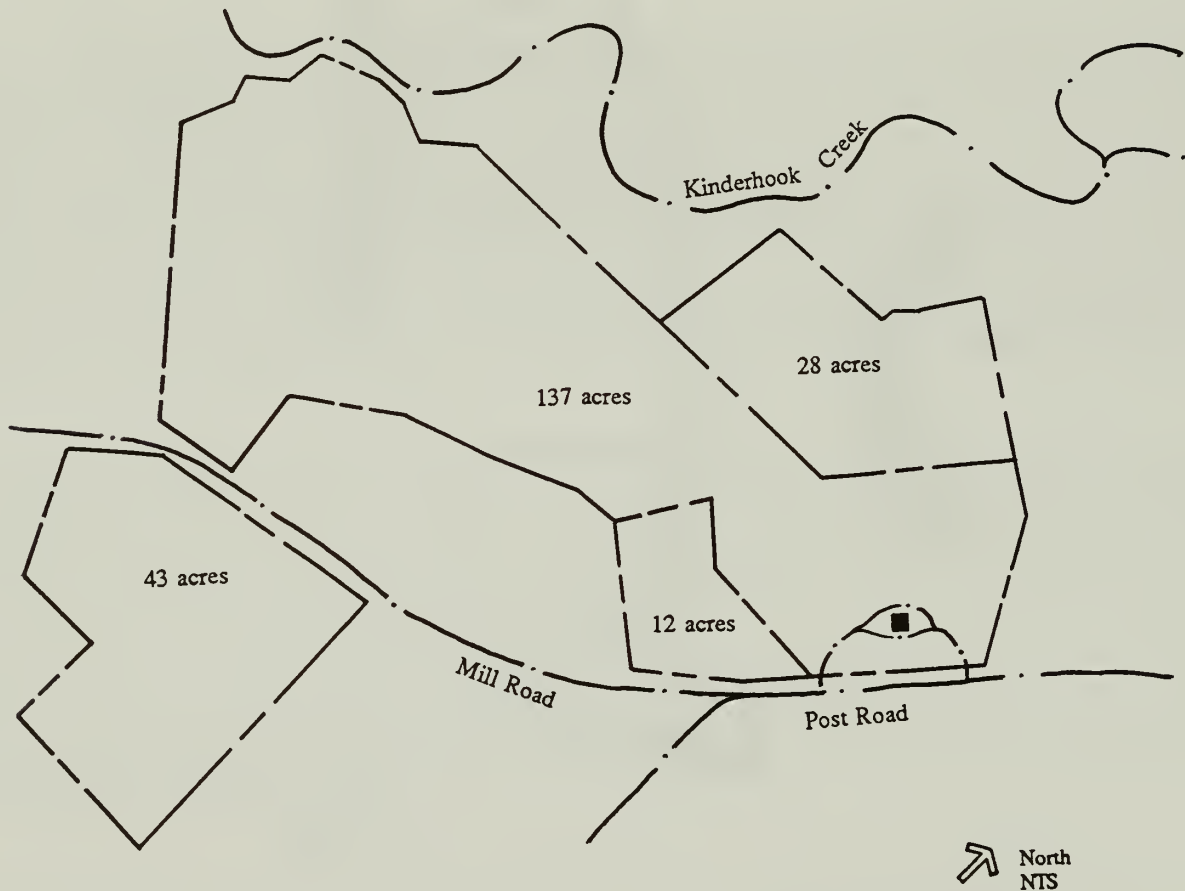 Kinderhook Creek
28 acres
137 acres
43 acres
12 acres
Mill Road
Post Road
North
NTS